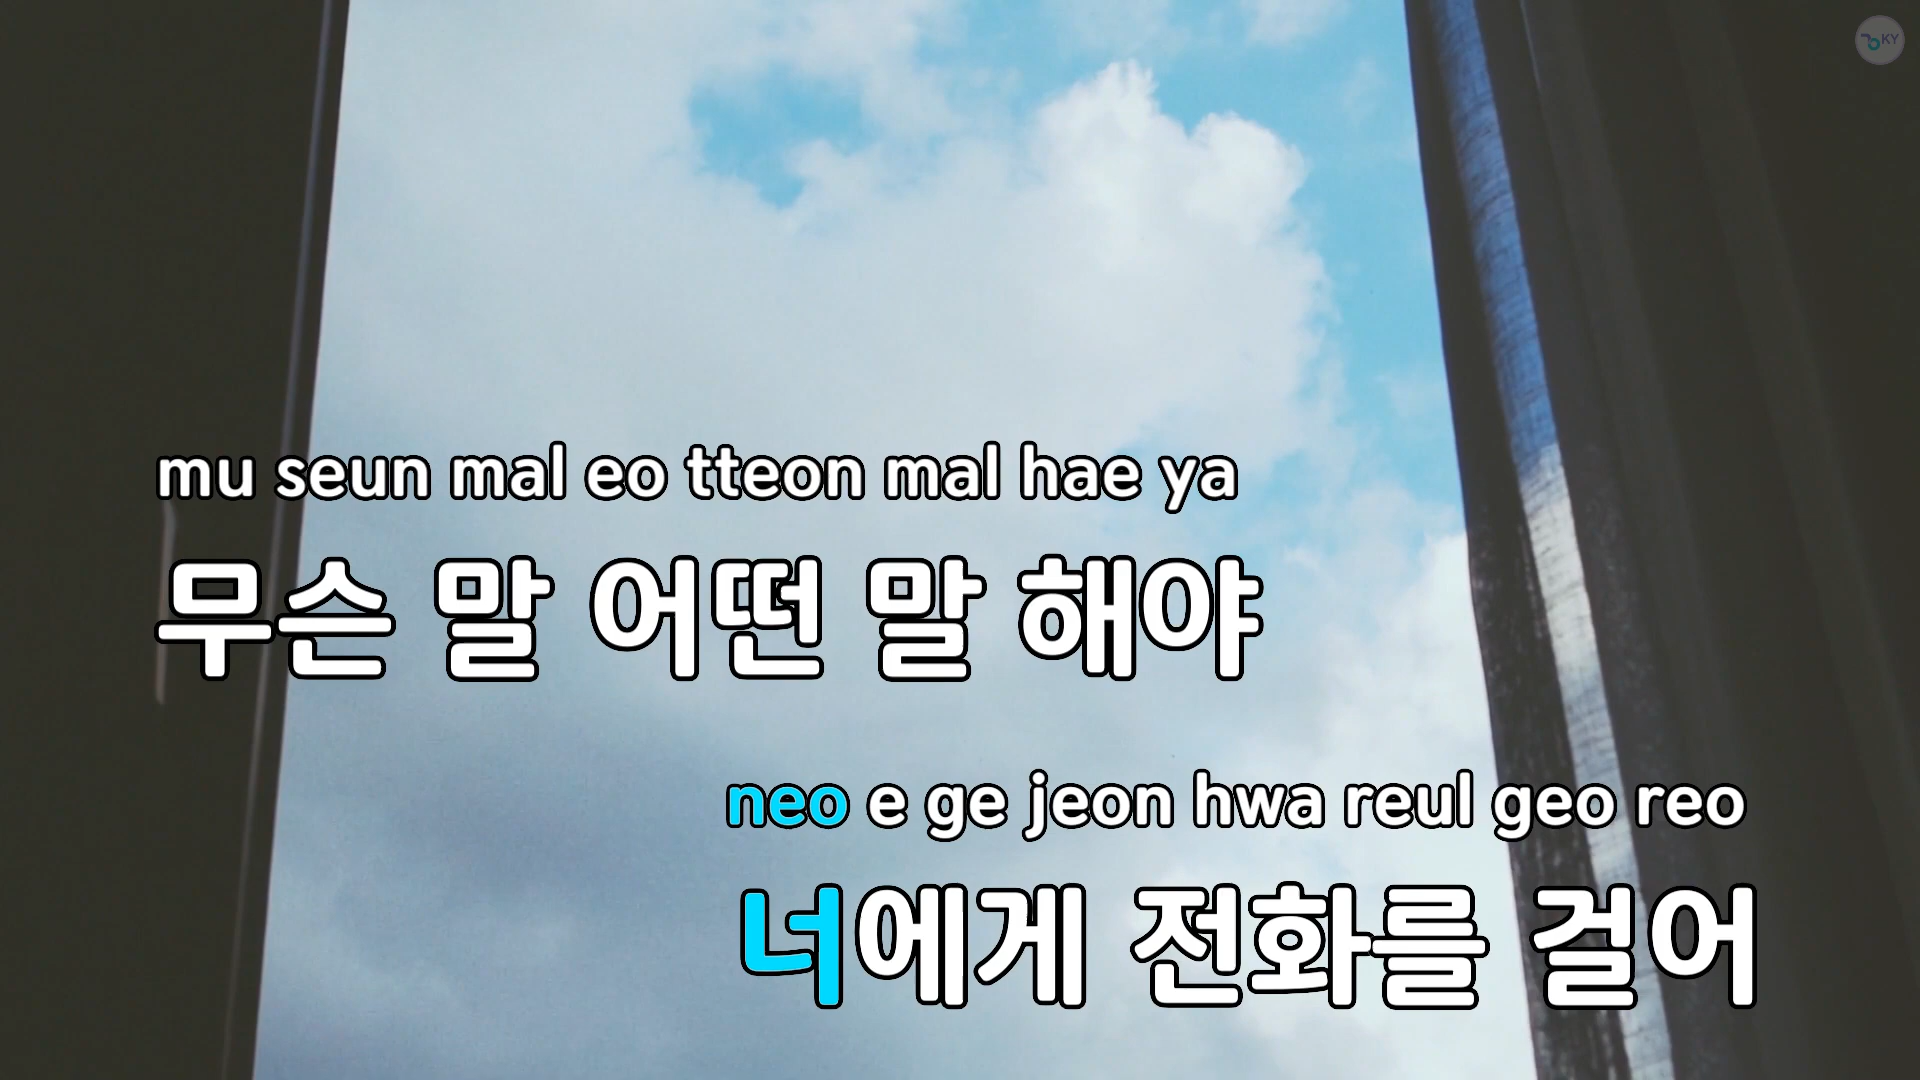 KY
mu seun mal eo tteon mal hae ya
무슨 말 어떤 말 해야
neo e ge jeon hwa reul geo reo
너에게 전화를 걸어